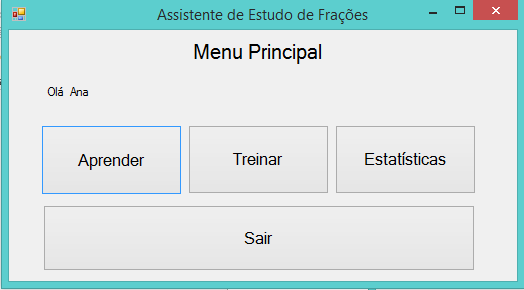 Assistente de Estudo de Frações
Menu Principal
Olá Ana
Aprender
Treinar
Estatísticas
Sair